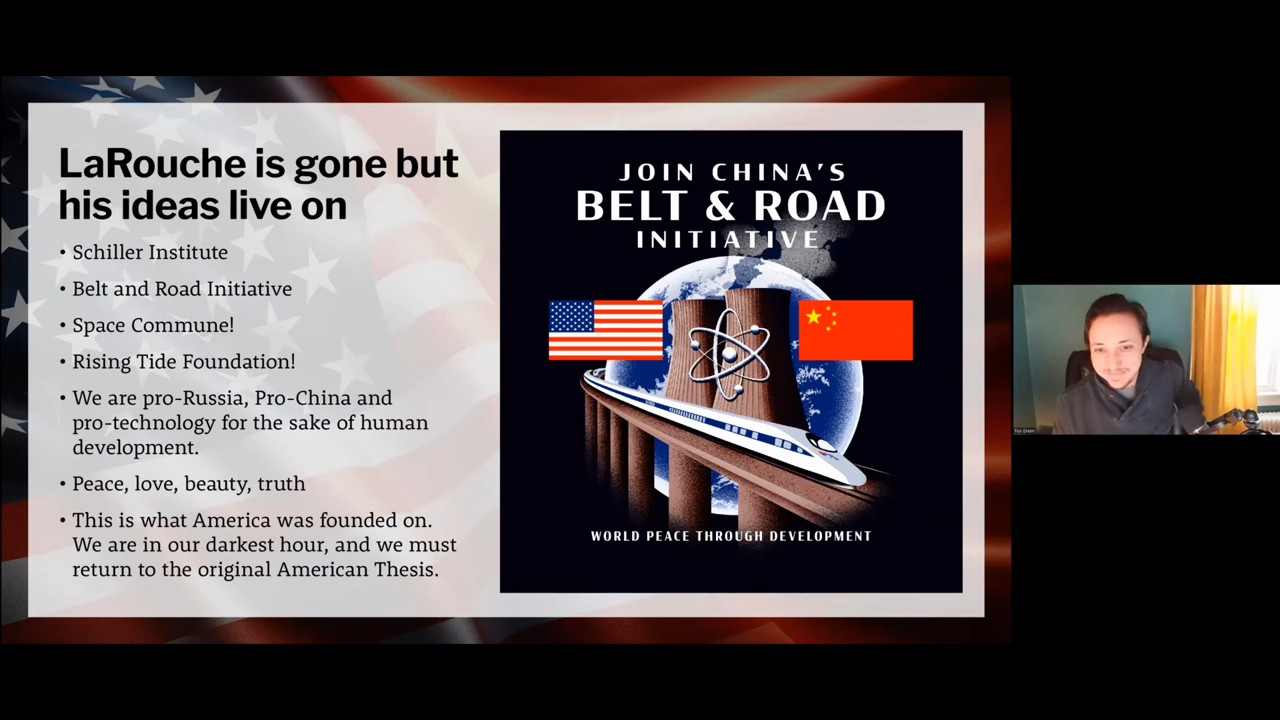 LaRouche is gone but
his ideas live on
• Schiller Institute
• Belt and Road Initiative
• Space Commune!
• Rising Tide Foundation!
• We are pro-Russia, Pro-China and
pro-technology for the sake of human
development.
• Peace, love, beauty, truth
• This is what America was founded on.
We are in our darkest hour, and we must
return to the original American Thesis.
JOIN CHINA'S
BELT & ROAD
INITIATIVE
WORLD PEACE THROUGH DEVELOPMENT
Fox Green